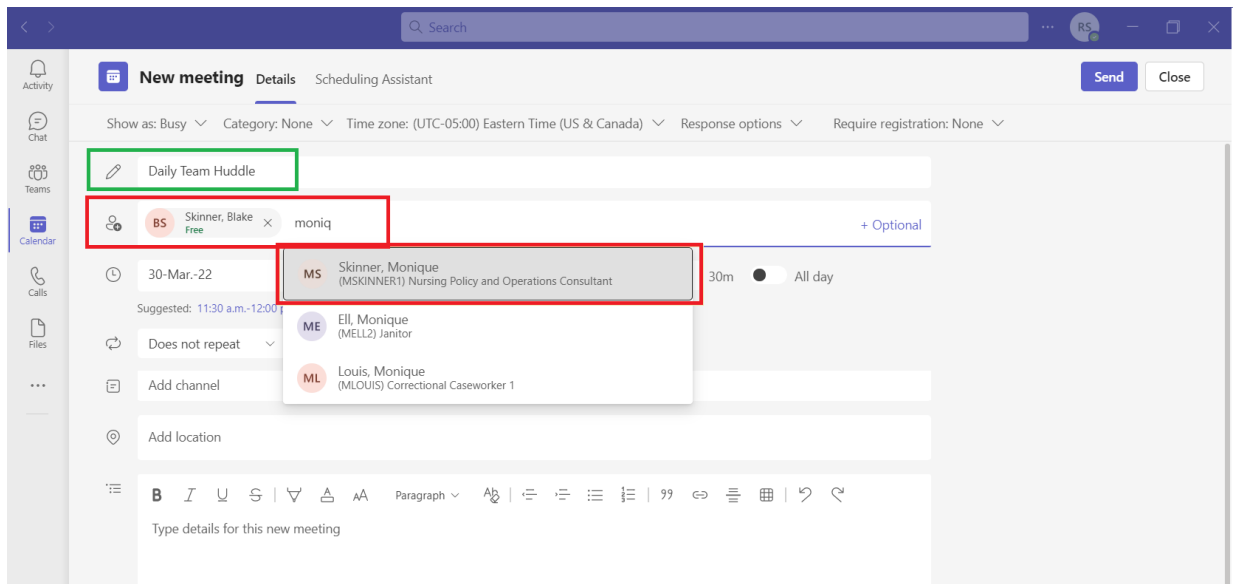 Search
RS
Activity
Chat
Teams
Calendar
Calls
Files
New meeting Details Scheduling Assistant
Send Close
Show as: Busy Category: None Time zone: (UTC-05:00) Eastern Time (US & Canada) Response options Require registration: None
Daily Team Huddle
BS Skinner, Blake
Free
moniq
+ Optional
30-Mar.-22
30m All day
Suggested: 11:30 a.m.-12:00
MS Skinner, Monique
(MSKINNER1) Nursing Policy and Operations Consultant
ME Ell, Monique
(MELL2) Janitor
ML Louis, Monique
(MLOUIS) Correctional Caseworker 1
Does not repeat
Add channel
Add location
B I U S AA Paragraph Ab
Type details for this new meeting